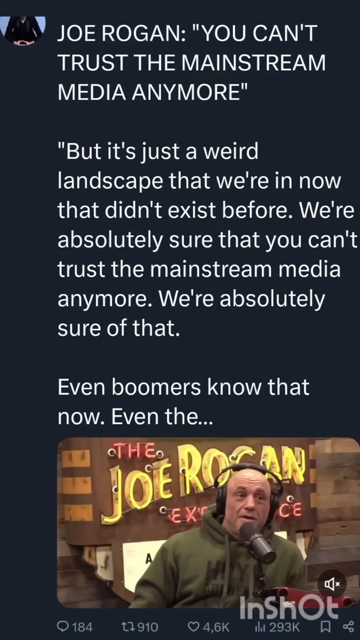 JOE ROGAN: "YOU CAN'T
TRUST THE MAINSTREAM
MEDIA ANYMORE"
"But it's just a weird
landscape that we're in now
that didn't exist before. We're
absolutely sure that you can't
trust the mainstream media
anymore. We're absolutely
sure of that.
Even boomers know that
now. Even the...
THE
JOE ROGAN
EX CE
A
InShot
184 910 4,6K 293K